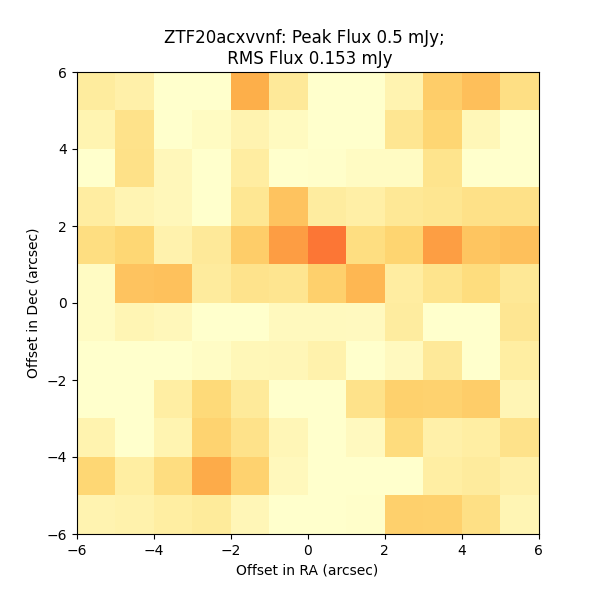 ZTF20acxvvnf: Peak Flux 0.5 mJy;
RMS Flux 0.153 mJy
6
4
2
0
−2
−4
−6
Offset in Dec (arcsec)
−6 −4 −2 0 2 4 6
Offset in RA (arcsec)